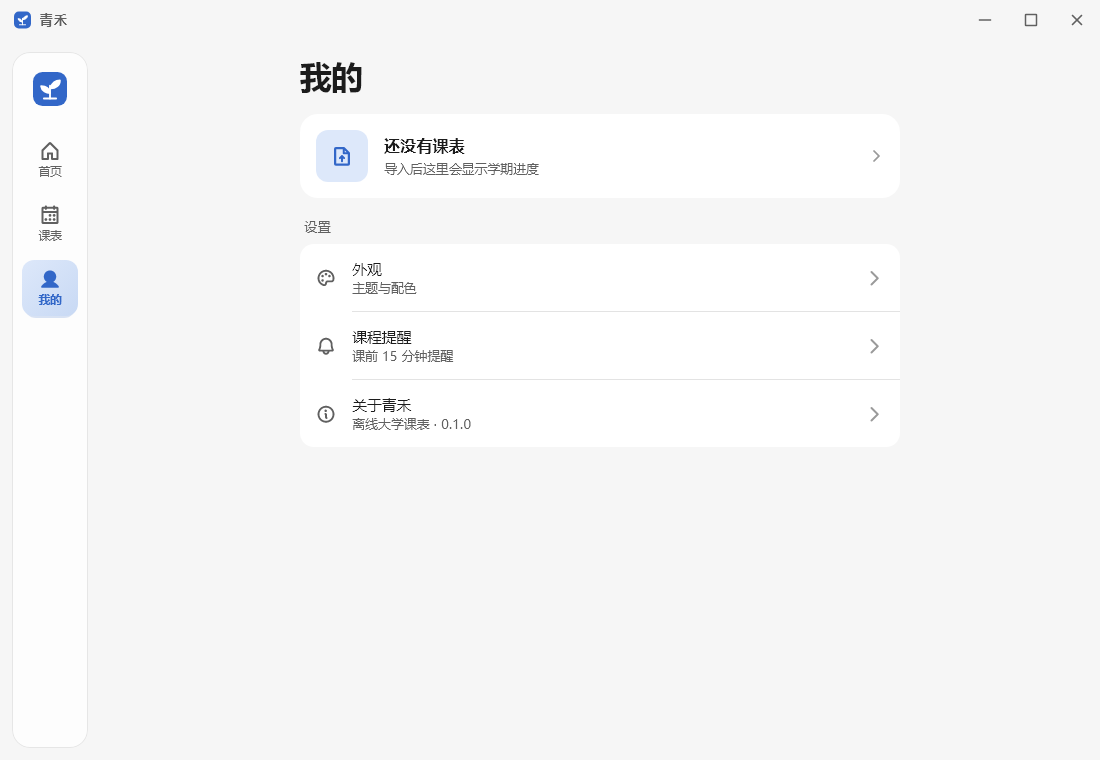 青禾
首页
课表
我的
我的
还没有课表
导入后这里会显示学期进度
设置
外观
主题与配色
课程提醒
课前 15 分钟提醒
关于青禾
离线大学课表 · 0.1.0